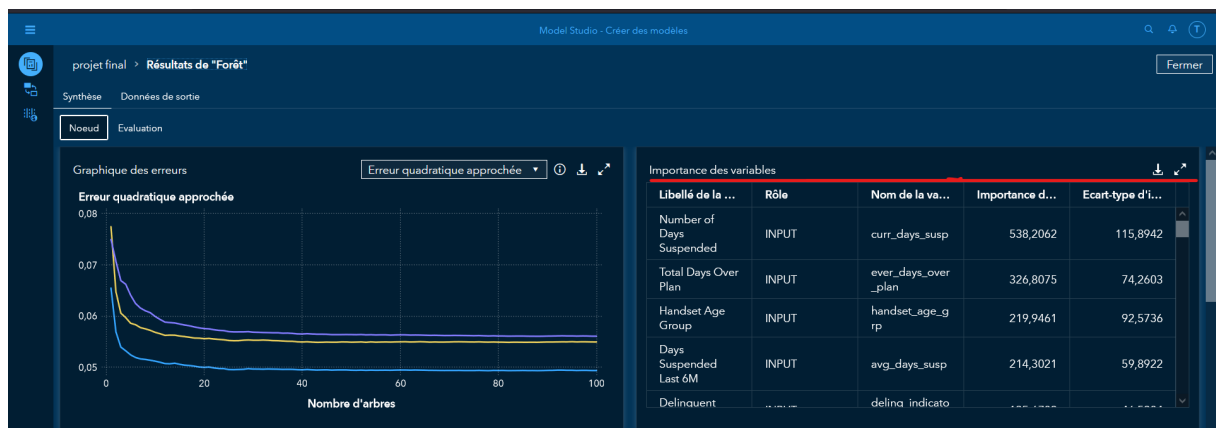 Model Studio - Créer des modèles
T
projet final > Résultats de "Forêt"
Fermer
Synthèse Données de sortie
Noeud Evaluation
Graphique des erreurs
Erreur quadratique approchée
Erreur quadratique approchée
0,08
0,07
0,06
0,05
0 20 40 60 80 100
Nombre d'arbres
Importance des variables
Libellé de la ... Rôle Nom de la va... Importance d... Ecart-type d'i...
Number of
Days
Suspended
INPUT
curr_days_susp
538,2062
115,8942
Total Days Over
Plan
INPUT
ever_days_over
_plan
326,8075
74,2603
Handset Age
Group
INPUT
handset_age_g
rp
219,9461
92,5736
Days
Suspended
Last 6M
INPUT
avg_days_susp
214,3021
59,8922
Delinquent
delinq_indicato